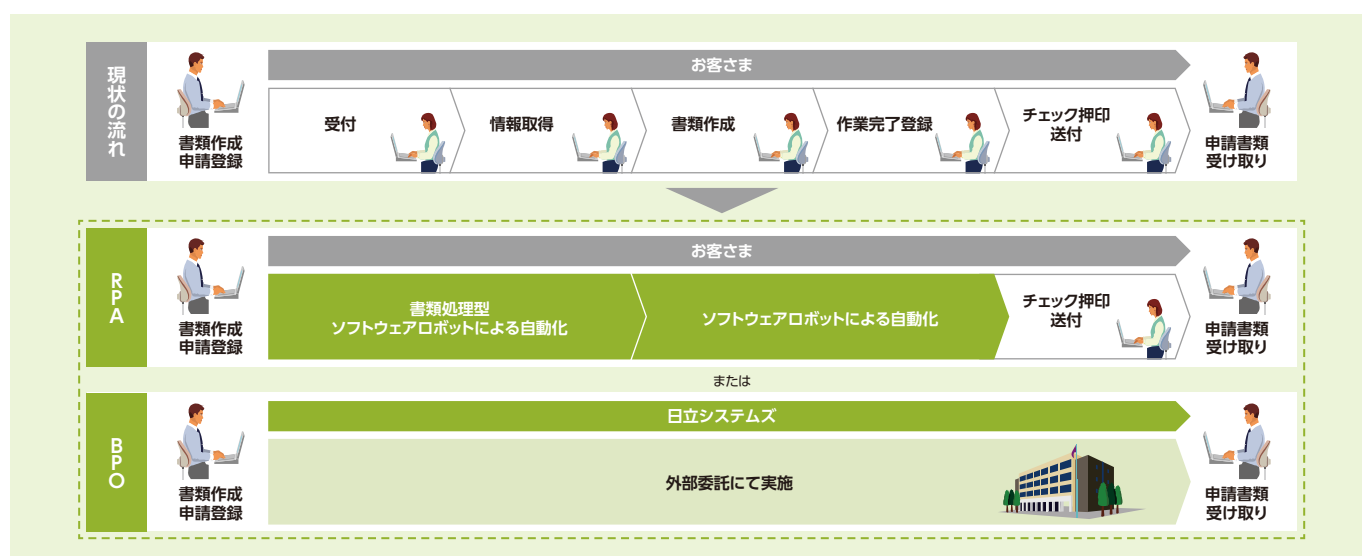 現状の流れ
お客さま
書類作成
申請登録
受付
情報取得
書類作成
作業完了登録
チェック押印
送付
申請書類
受け取り
RPA
お客さま
書類作成
申請登録
書類処理型
ソフトウェアロボットによる自動化
ソフトウェアロボットによる自動化
チェック押印
送付
申請書類
受け取り
または
BPO
日立システムズ
書類作成
申請登録
外部委託にて実施
申請書類
受け取り